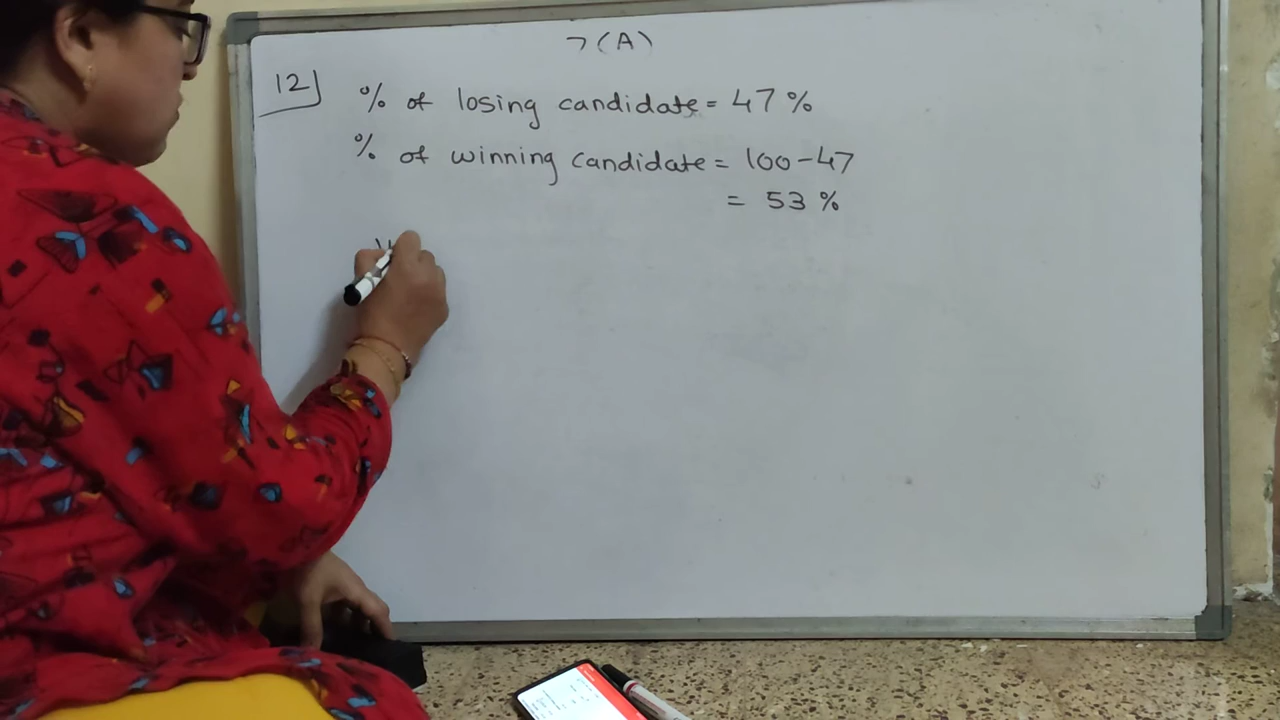 7(A)
12] % of losing candidate = 47 %
% of winning candidate = 100 - 47
= 53 %